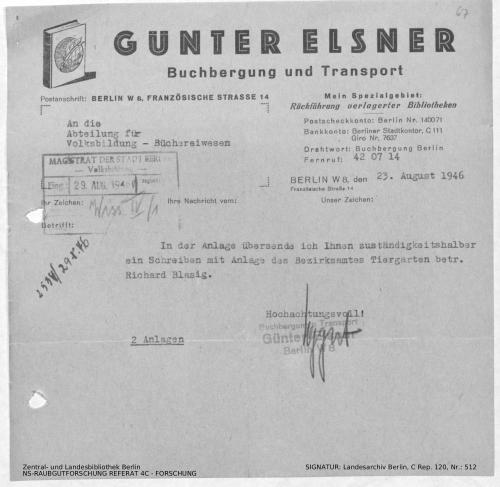 67
GÜNTER ELSNER
Buchbergung und Transport
Postanschrift: BERLIN W 8, FRANZÖSISCHE STRASSE 14
Mein Spezialgebiet:
Rückführung verlagerter Bibliotheken
An die
Abteilung für
Volksbildung - Büchereiwesen
Postscheckkonto: Berlin Nr. 140071
Bankkonto: Berliner Stadtkontor, C 111
Giro Nr. 7637
Drahtwort: Buchbergung Berlin
Fernruf: 42 07 14
MAGISTRAT DER STADT BERLIN
- Volksbildung -
Eing. 29. AUG. 1946
BERLIN W 8, den 23. August 1946
Französische Straße 14
Ihr Zeichen:
Ihre Nachricht vom:
Unser Zeichen:
Betrifft:
In der Anlage übersende ich Ihnen zuständigkeitshalber
ein Schreiben mit Anlage des Bezirksamtes Tiergarten betr.
Richard Blasig.
Hochachtungsvoll!
Buchbergung Transport
Berlin W 8
2 Anlagen
Zentral- und Landesbibliothek Berlin
NS-RAUBGUTFORSCHUNG REFERAT 4C - FORSCHUNG
SIGNATUR: Landesarchiv Berlin, C Rep. 120, Nr.: 512